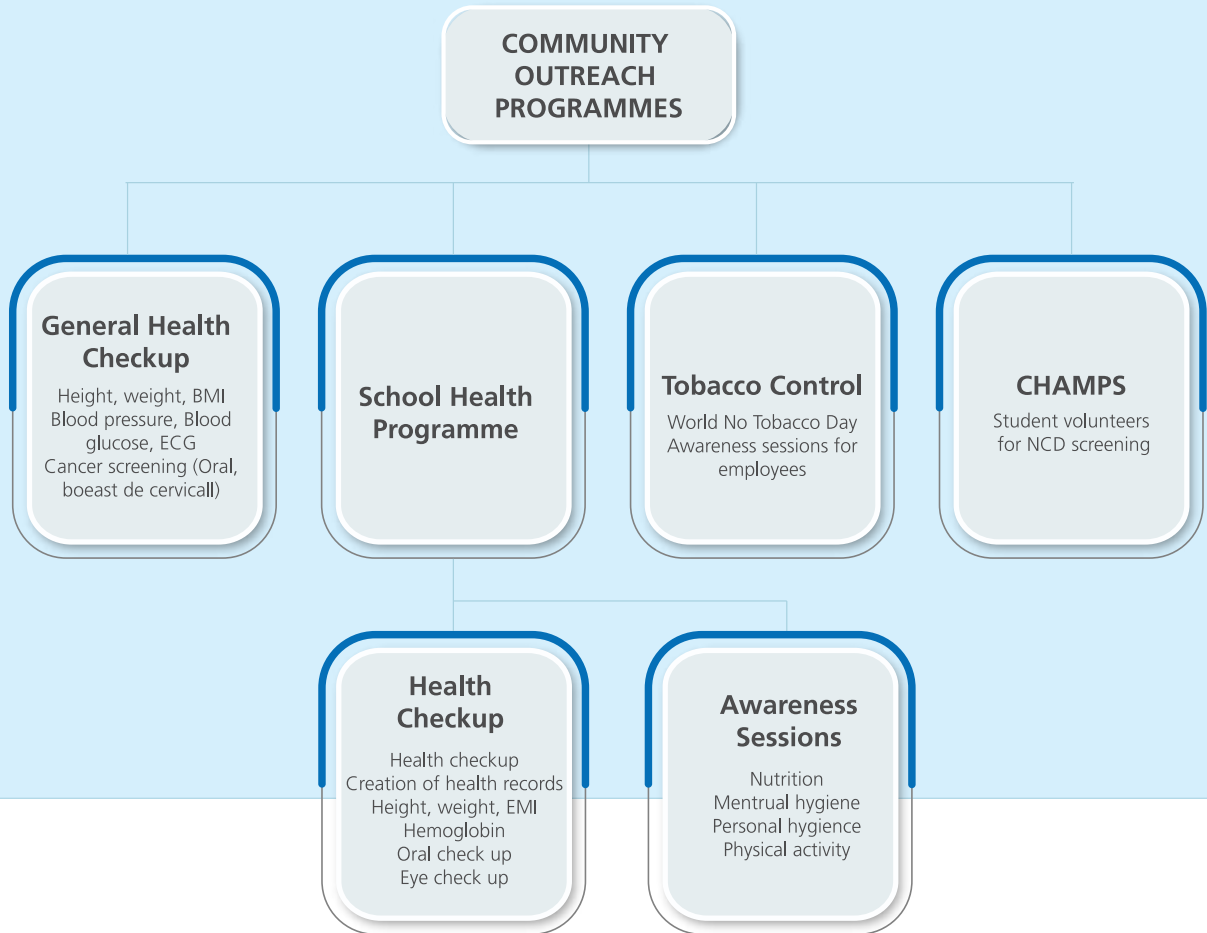 COMMUNITY
OUTREACH
PROGRAMMES
General Health
Checkup
Height, weight, BMI
Blood pressure, Blood
glucose, ECG
Cancer screening (Oral,
boeast de cervicall)
School Health
Programme
Tobacco Control
World No Tobacco Day
Awareness sessions for
employees
CHAMPS
Student volunteers
for NCD screening
Health
Checkup
Health checkup
Creation of health records
Height, weight, EMI
Hemoglobin
Oral check up
Eye check up
Awareness
Sessions
Nutrition
Mentrual hygiene
Personal hygience
Physical activity